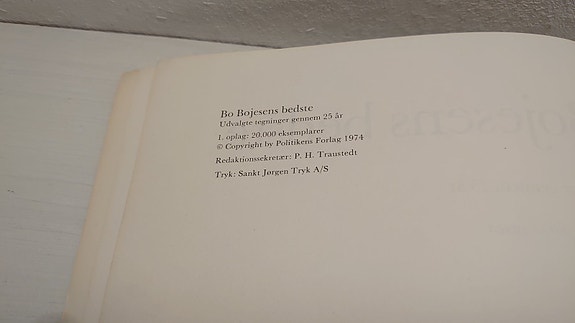 Bo Bojesens bedste
Udvalgte tegninger gennem 25 år
1. oplag: 20.000 eksemplarer
© Copyright by Politikens Forlag 1974
Redaktionssekretær: P. H. Traustedt
Tryk: Sankt Jørgen Tryk A/S